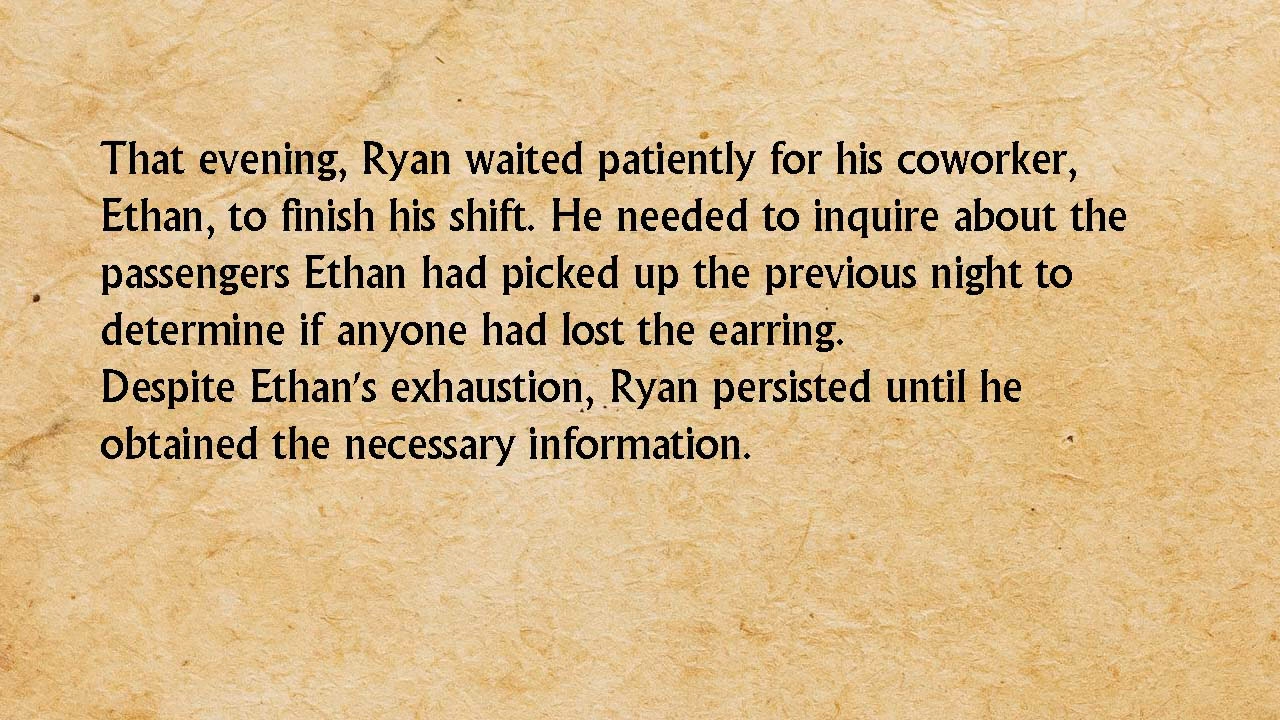 That evening, Ryan waited patiently for his coworker,
Ethan, to finish his shift. He needed to inquire about the
passengers Ethan had picked up the previous night to
determine if anyone had lost the earring.
Despite Ethan's exhaustion, Ryan persisted until he
obtained the necessary information.